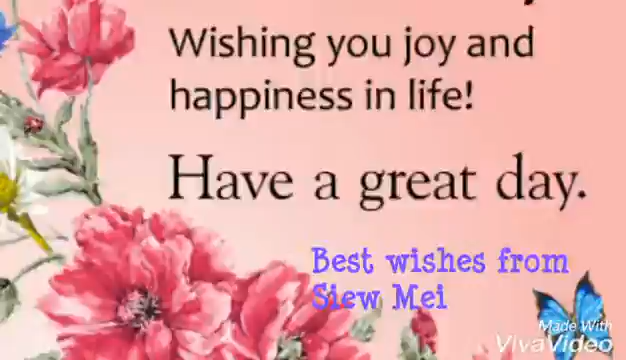 Wishing you joy and
happiness in life!
Have a great day.
Best wishes from
Siew Mei
Made With
VivaVideo